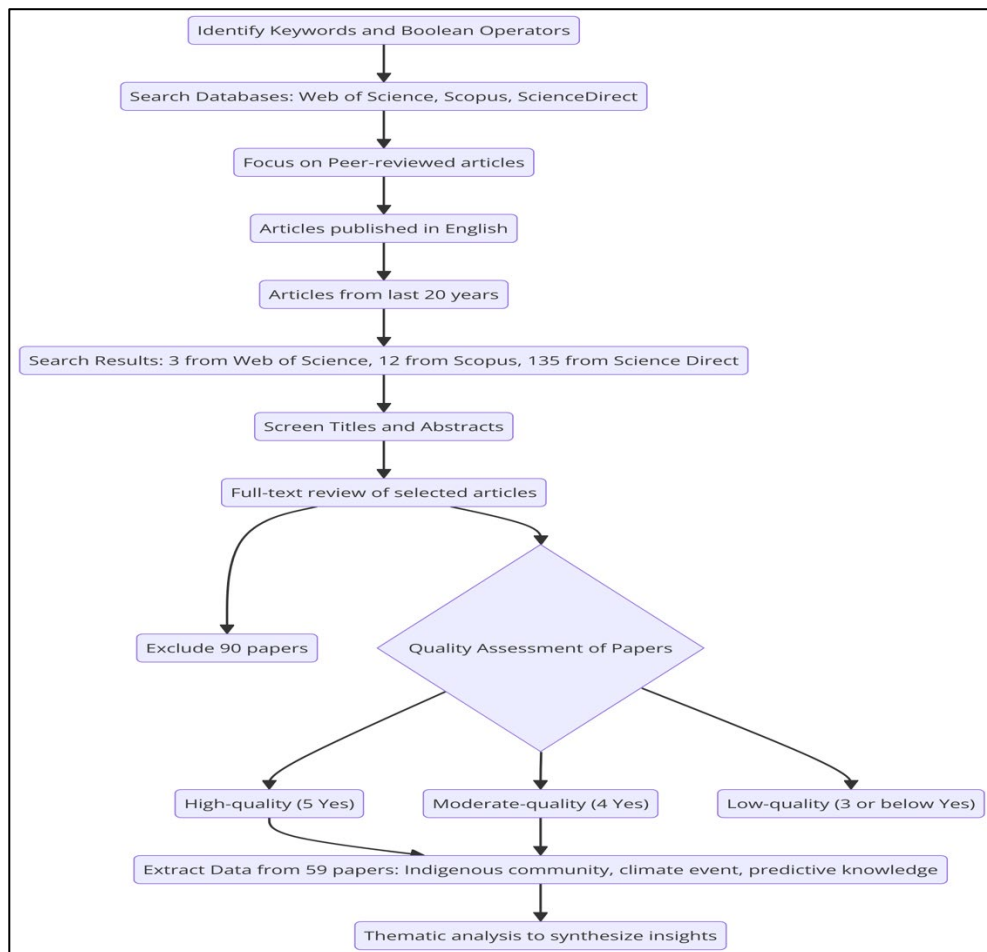 Identify Keywords and Boolean Operators
Search Databases: Web of Science, Scopus, ScienceDirect
Focus on Peer-reviewed articles
Articles published in English
Articles from last 20 years
Search Results: 3 from Web of Science, 12 from Scopus, 135 from Science Direct
Screen Titles and Abstracts
Full-text review of selected articles
Exclude 90 papers
Quality Assessment of Papers
High-quality (5 Yes)
Moderate-quality (4 Yes)
Low-quality (3 or below Yes)
Extract Data from 59 papers: Indigenous community, climate event, predictive knowledge
Thematic analysis to synthesize insights